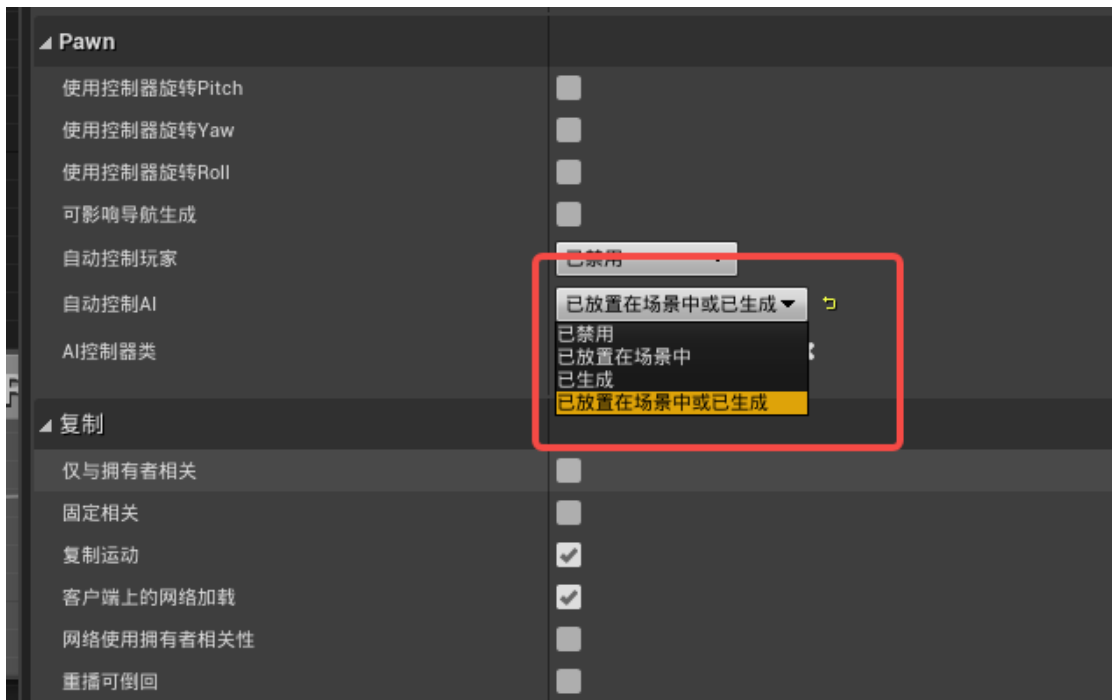 Pawn
使用控制器旋转Pitch
使用控制器旋转Yaw
使用控制器旋转Roll
可影响导航生成
自动控制玩家 已禁用
自动控制AI 已放置在场景中或已生成
已禁用
AI控制器类 已放置在场景中
已生成
已放置在场景中或已生成
复制
仅与拥有者相关
固定相关
复制运动
客户端上的网络加载
网络使用拥有者相关性
重播可倒回